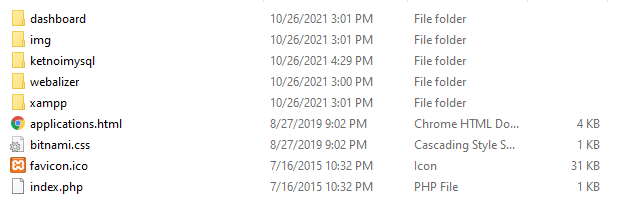 dashboard 10/26/2021 3:01 PM File folder
img 10/26/2021 3:01 PM File folder
ketnoimysql 10/26/2021 4:29 PM File folder
webalizer 10/26/2021 3:00 PM File folder
xampp 10/26/2021 3:01 PM File folder
applications.html 8/27/2019 9:02 PM Chrome HTML Do... 4 KB
bitnami.css 8/27/2019 9:02 PM Cascading Style S... 1 KB
favicon.ico 7/16/2015 10:32 PM Icon 31 KB
index.php 7/16/2015 10:32 PM PHP File 1 KB